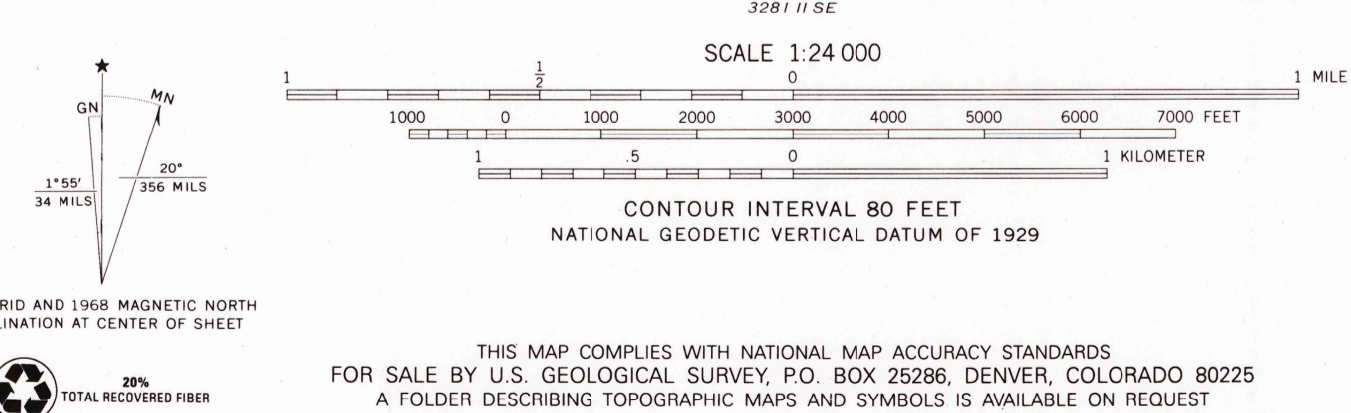 3281 II SE
SCALE 1:24 000
1 1/2 0 1 MILE
1000 0 1000 2000 3000 4000 5000 6000 7000 FEET
1 .5 0 1 KILOMETER
CONTOUR INTERVAL 80 FEET
NATIONAL GEODETIC VERTICAL DATUM OF 1929
GN
MN
1°55′
34 MILS
20°
356 MILS
RID AND 1968 MAGNETIC NORTH
LINATION AT CENTER OF SHEET
20%
TOTAL RECOVERED FIBER
THIS MAP COMPLIES WITH NATIONAL MAP ACCURACY STANDARDS
FOR SALE BY U.S. GEOLOGICAL SURVEY, P.O. BOX 25286, DENVER, COLORADO 80225
A FOLDER DESCRIBING TOPOGRAPHIC MAPS AND SYMBOLS IS AVAILABLE ON REQUEST